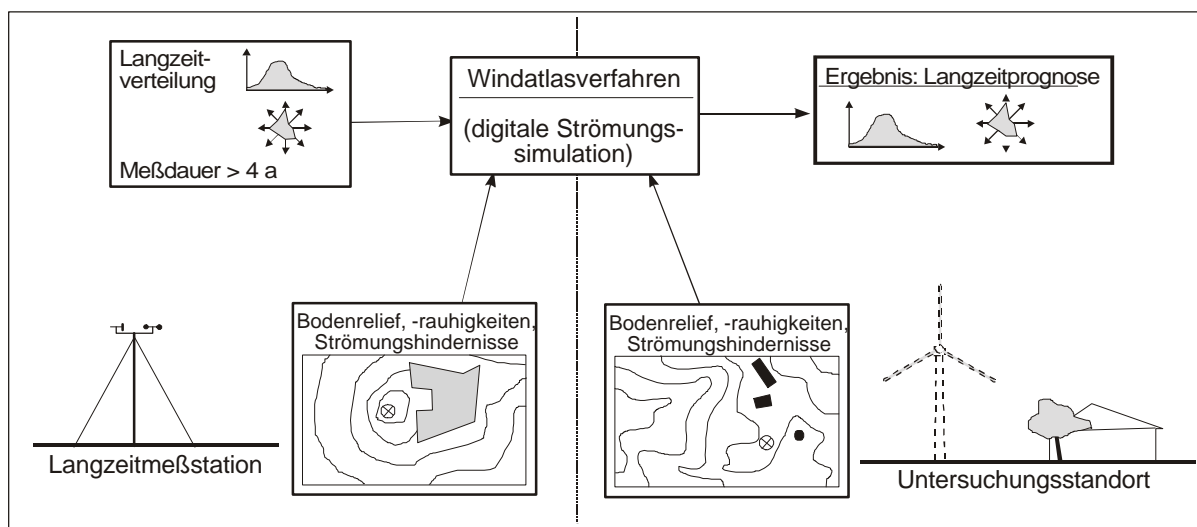 Langzeit-
verteilung
Meßdauer > 4 a
Windatlasverfahren
(digitale Strömungs-
simulation)
Ergebnis: Langzeitprognose
Bodenrelief, -rauhigkeiten,
Strömungshindernisse
Bodenrelief, -rauhigkeiten,
Strömungshindernisse
Langzeitmeßstation
Untersuchungsstandort